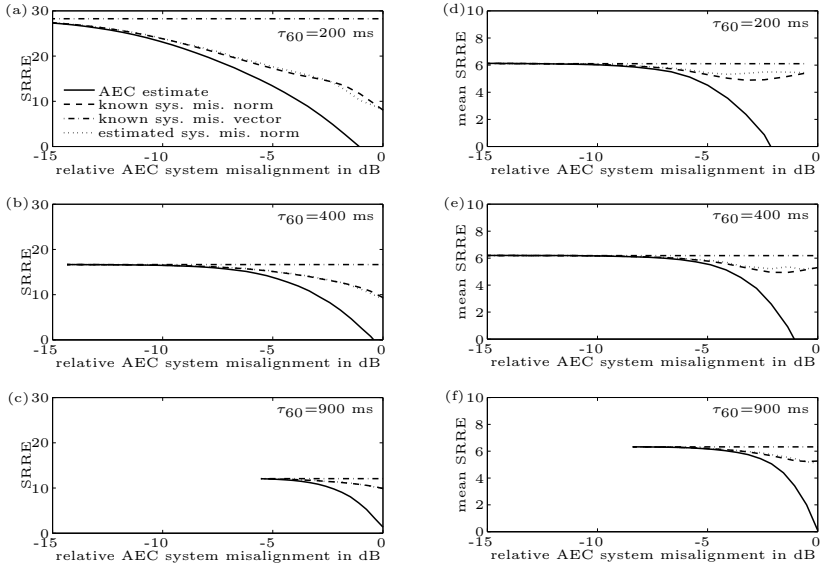 (a)
30
20
10
0
SRRE
τ60=200 ms
AEC estimate
known sys. mis. norm
known sys. mis. vector
estimated sys. mis. norm
-15 -10 -5 0
relative AEC system misalignment in dB
(d)
10
8
6
4
2
0
mean SRRE
τ60=200 ms
-15 -10 -5 0
relative AEC system misalignment in dB
(b)
30
20
10
0
SRRE
τ60=400 ms
-15 -10 -5 0
relative AEC system misalignment in dB
(e)
10
8
6
4
2
0
mean SRRE
τ60=400 ms
-15 -10 -5 0
relative AEC system misalignment in dB
(c)
30
20
10
0
SRRE
τ60=900 ms
-15 -10 -5 0
relative AEC system misalignment in dB
(f)
10
8
6
4
2
0
mean SRRE
τ60=900 ms
-15 -10 -5 0
relative AEC system misalignment in dB